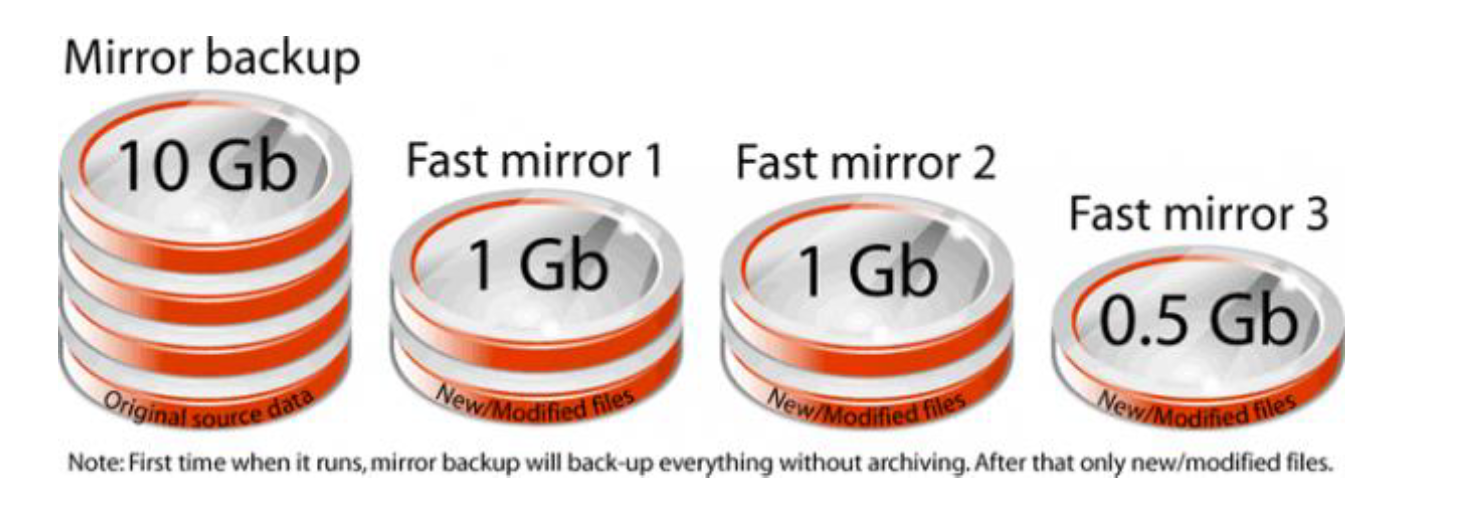 Mirror backup
10 Gb
Original source data
Fast mirror 1
1 Gb
New/Modified files
Fast mirror 2
1 Gb
New/Modified files
Fast mirror 3
0.5 Gb
New/Modified files
Note: First time when it runs, mirror backup will back-up everything without archiving. After that only new/modified files.